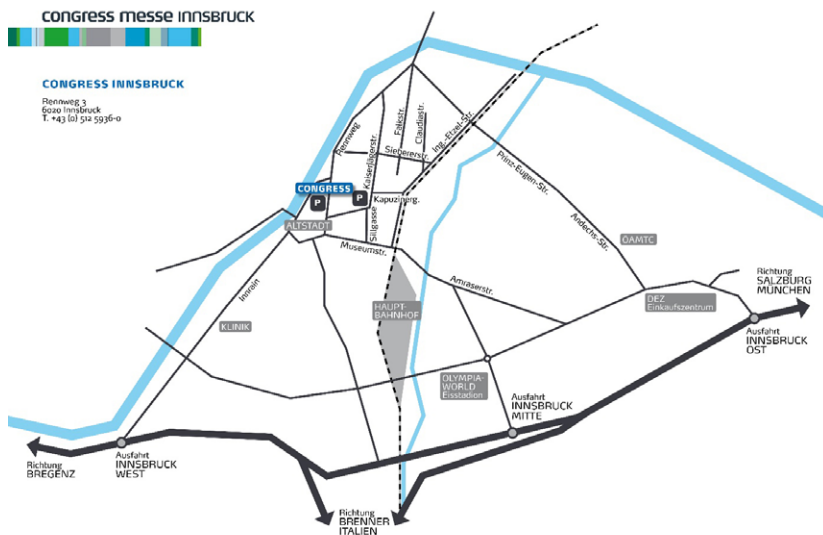 congress messe INNSBRUCK
CONGRESS INNSBRUCK
Rennweg 3
6020 Innsbruck
T. +43 (0) 512 5936-0
Rennweg
Kaiserjägerstr.
Falkstr.
Claudiastr.
Ing.-Etzel-Str.
Siebererstr.
Prinz-Eugen-Str.
CONGRESS
P
P
Kapuzinerg.
Sillgasse
ALTSTADT
Museumstr.
Andechs-Str.
ÖAMTC
Innrain
Amraserstr.
Richtung
SALZBURG
MÜNCHEN
DEZ
Einkaufszentrum
HAUPT-
BAHNHOF
KLINIK
Ausfahrt
INNSBRUCK
OST
OLYMPIA-
WORLD
Eisstadion
Ausfahrt
INNSBRUCK
MITTE
Richtung
BREGENZ
Ausfahrt
INNSBRUCK
WEST
Richtung
BRENNER
ITALIEN